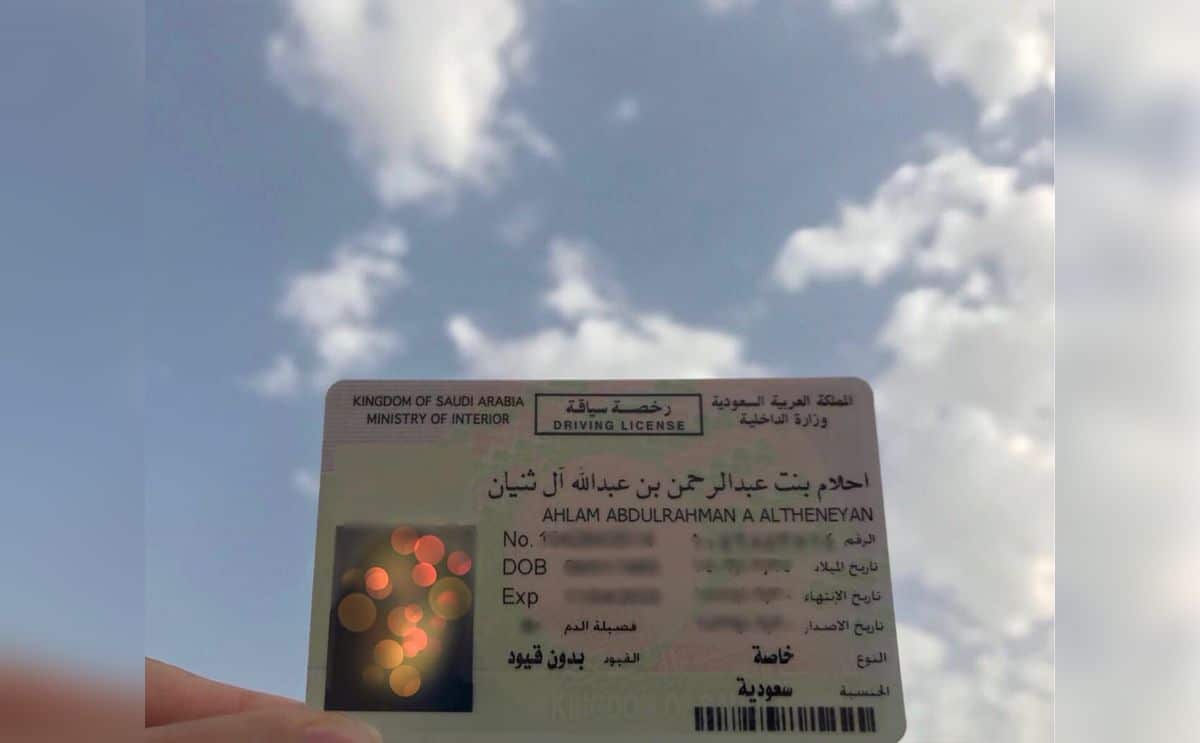 KINGDOM OF SAUDI ARABIA
MINISTRY OF INTERIOR
رخصة سياقة
DRIVING LICENSE
المملكة العربية السعودية
وزارة الداخلية
احلام بنت عبدالرحمن بن عبدالله آل ثنيان
AHLAM ABDULRAHMAN A ALTHENEYAN
No. الرقم
DOB تاريخ الميلاد
Exp تاريخ الإنتهاء
تاريخ الاصدار فصيلة الدم
النوع خاصة القيود بدون قيود
الجنسية سعودية